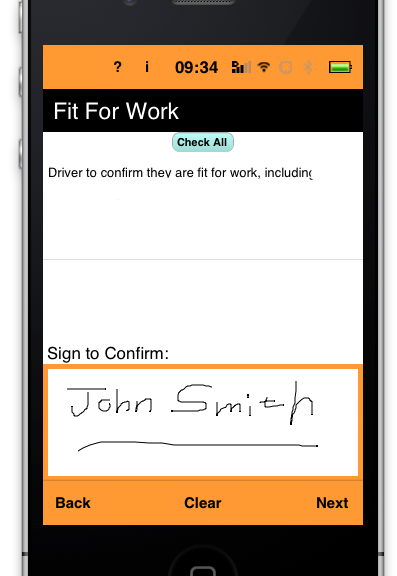 ? i 09:34
Fit For Work
Check All
Driver to confirm they are fit for work, including
Sign to Confirm:
John Smith
Back Clear Next